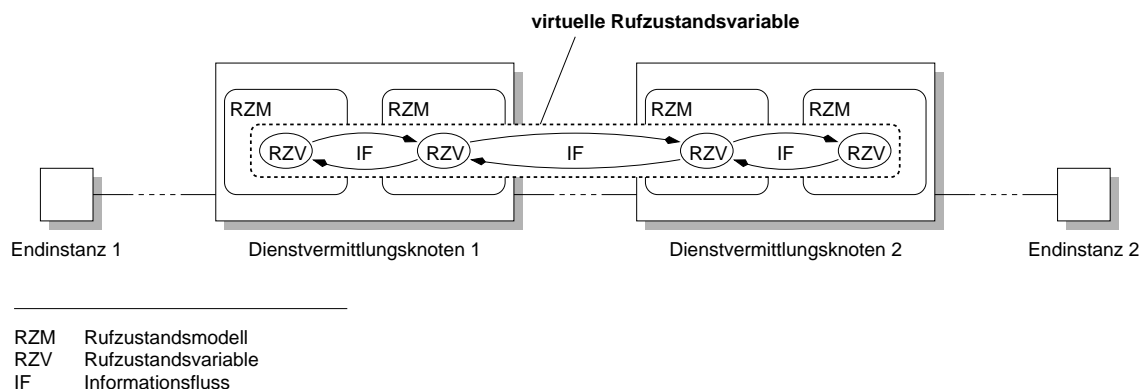 virtuelle Rufzustandsvariable
RZM RZM RZM RZM
RZV IF RZV IF RZV IF RZV
Endinstanz 1 Dienstvermittlungsknoten 1 Dienstvermittlungsknoten 2 Endinstanz 2
RZM Rufzustandsmodell
RZV Rufzustandsvariable
IF Informationsfluss